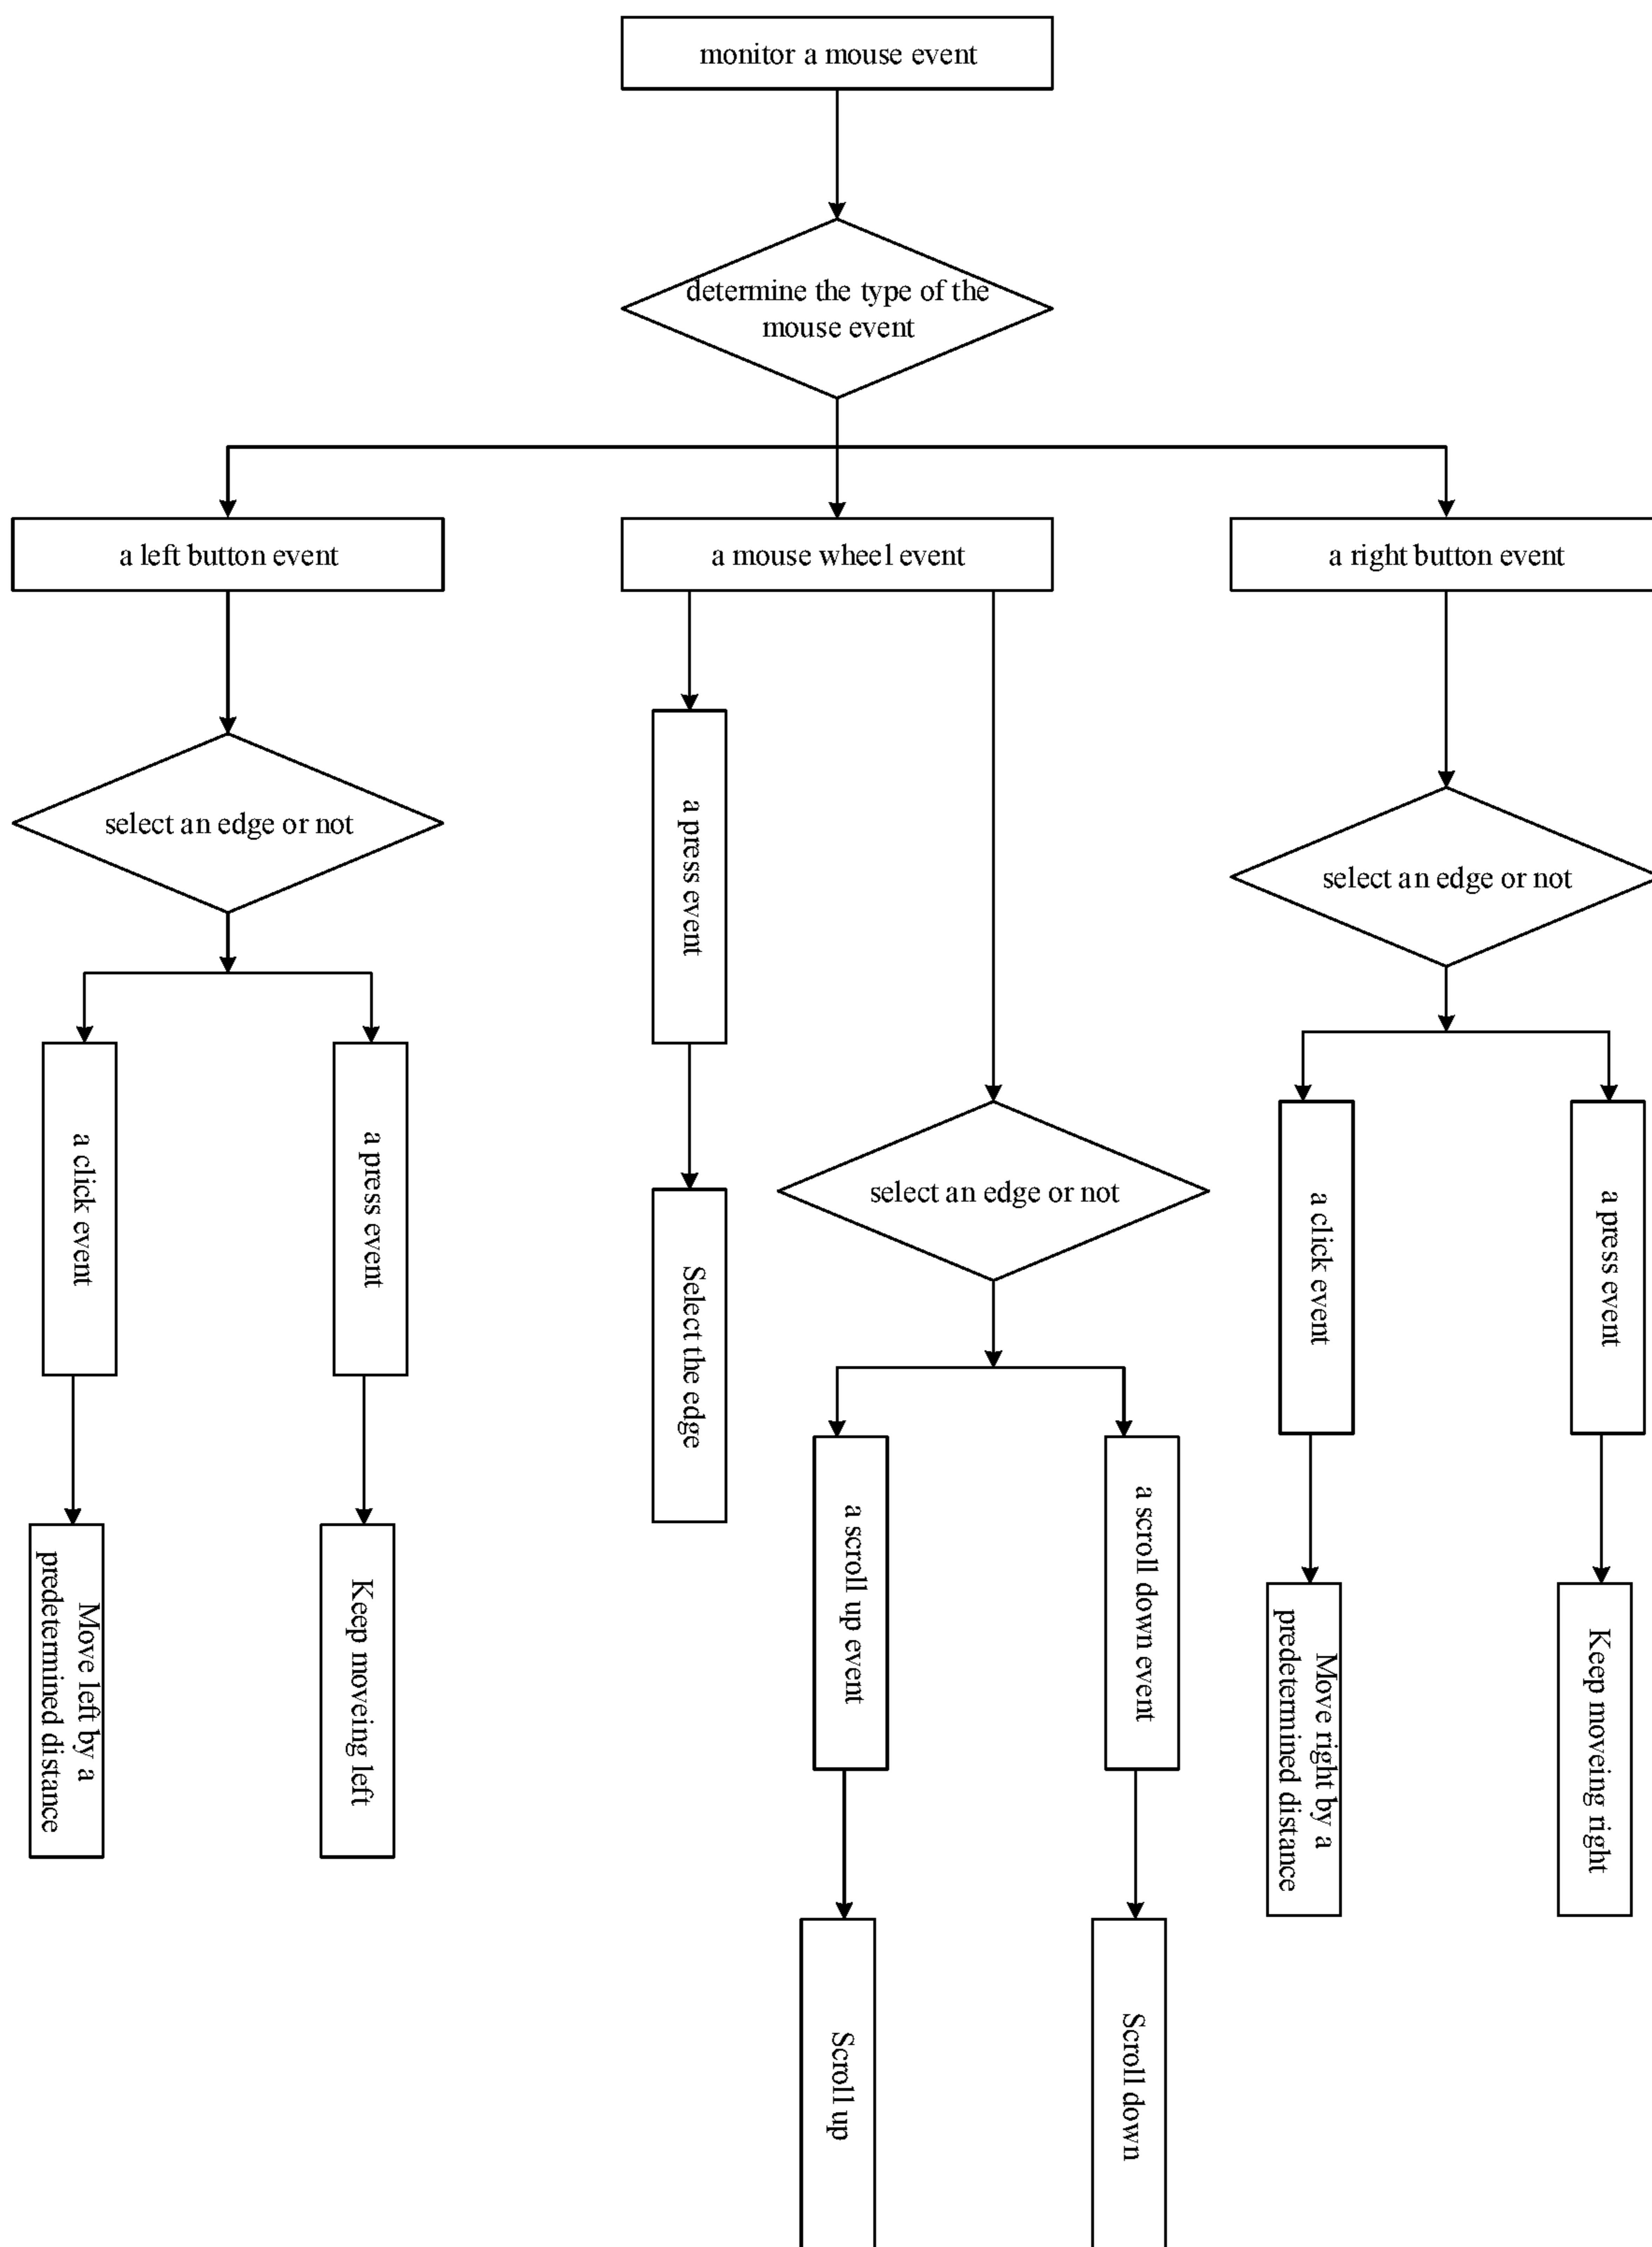 monitor a mouse event
determine the type of the
mouse event
a left button event
a mouse wheel event
a right button event
select an edge or not
a press event
select an edge or not
a click event
a press event
select an edge or not
Select the edge
a click event
a press event
a scroll up event
a scroll down event
Move left by a
predetermined distance
Keep moveing left
Move right by a
predetermined distance
Keep moveing right
Scroll up
Scroll down